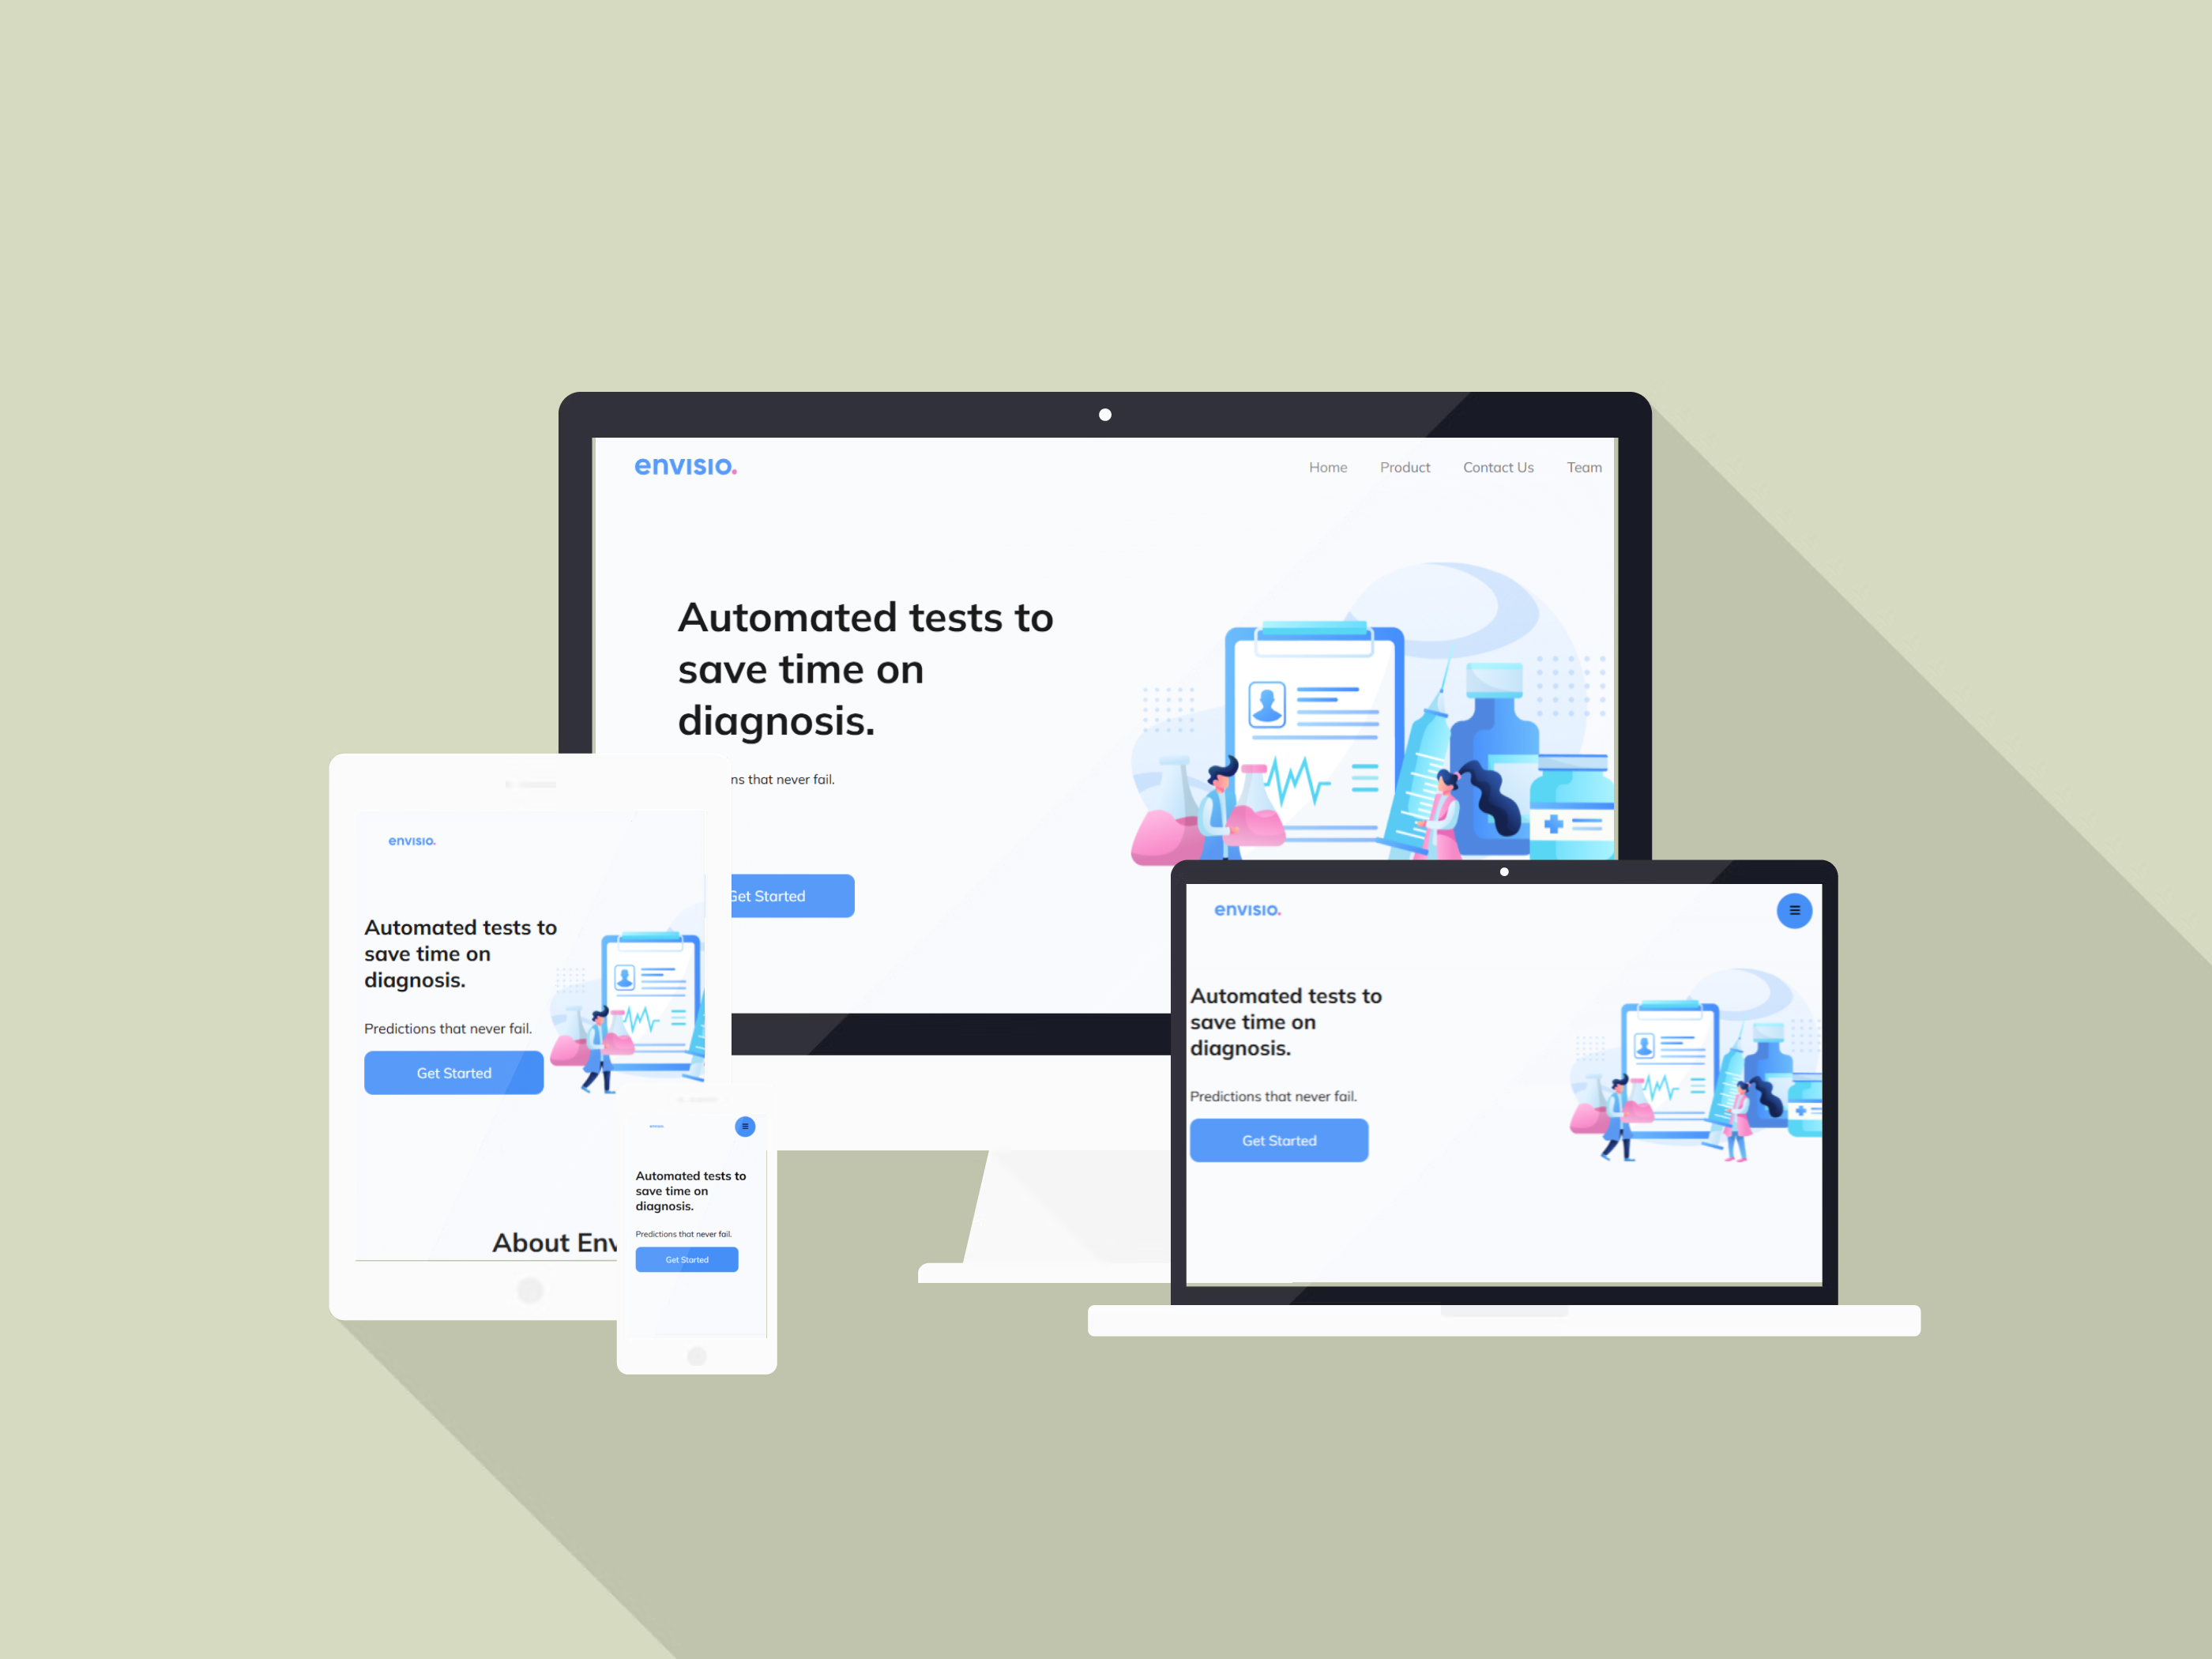 envisio.
Home Product Contact Us Team
Automated tests to
save time on
diagnosis.
that never fail.
Get Started
envisio.
Automated tests to
save time on
diagnosis.
Predictions that never fail.
Get Started
About
envisio.
Automated tests to
save time on
diagnosis.
Predictions that never fail.
Get Started
envisio.
Automated tests to
save time on
diagnosis.
Predictions that never fail.
Get Started